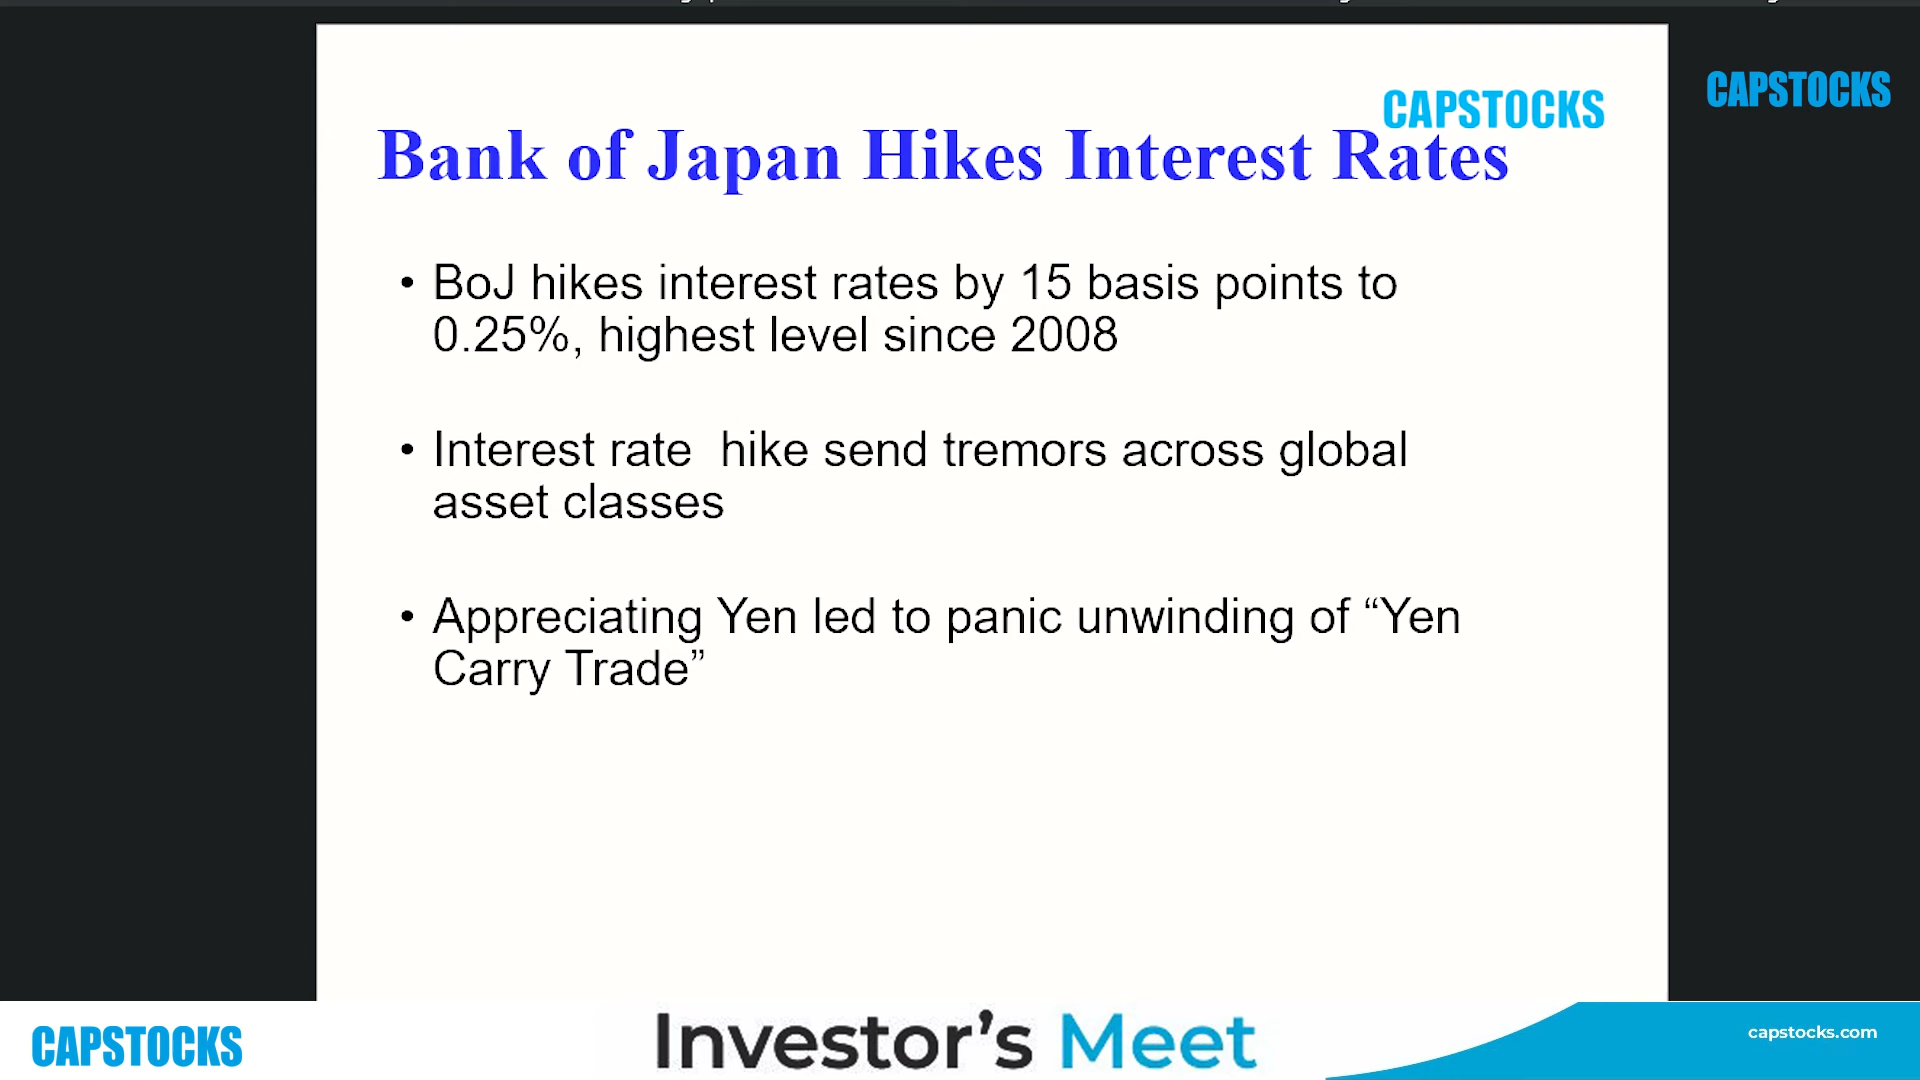 CAPSTOCKS
CAPSTOCKS
Bank of Japan Hikes Interest Rates
• BoJ hikes interest rates by 15 basis points to
0.25%, highest level since 2008
• Interest rate  hike send tremors across global
asset classes
• Appreciating Yen led to panic unwinding of “Yen
Carry Trade”
CAPSTOCKS
Investor’s Meet
capstocks.com